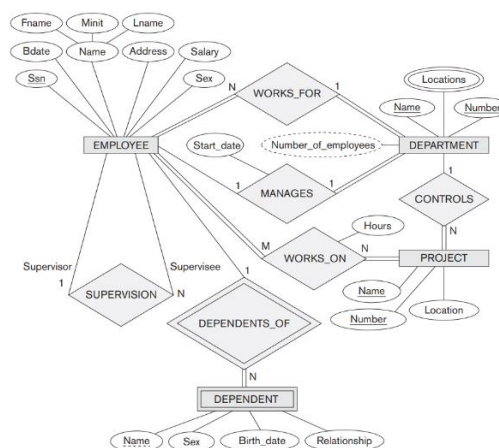 Fname Minit Lname
Bdate Name Address Salary
Ssn Sex
N WORKS_FOR 1
Locations
Name Number
EMPLOYEE
Start_date
Number_of_employees
DEPARTMENT
1 MANAGES 1
1
CONTROLS
N
Hours
M WORKS_ON N
PROJECT
Name
Number
Location
Supervisor Supervisee
1 SUPERVISION N
1
DEPENDENTS_OF
N
DEPENDENT
Name Sex Birth_date Relationship